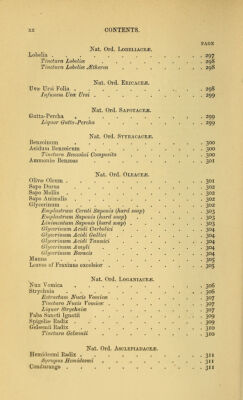 xx CONTENTS.
PAGE
Nat. Ord. LOBELIACEÆ.
Lobelia . . . . . 297
Tinctura Lobeliæ . . . . . 298
Tinctura Lobeliæ Ætherea . . . . . 298
Nat. Ord. ERICACEÆ.
Uvæ Ursi Folia . . . . . 298
Infusum Uvæ Ursi . . . . . 299
Nat. Ord. SAPOTACEÆ.
Gutta-Percha . . . . . 299
Liquor Gutta-Percha . . . . . 299
Nat. Ord. STYRACACEÆ.
Benzoinum . . . . . 300
Acidum Benzoicum . . . . . 300
Tinctura Benzoini Composita . . . . . 300
Ammoniæ Benzoas . . . . . 301
Nat. Ord. OLEACEÆ.
Olivæ Oleum . . . . . 301
Sapo Durus . . . . . 302
Sapo Mollis . . . . . 302
Sapo Animalis . . . . . 302
Glycerinum . . . . . 302
Emplastrum Cerati Saponis (hard soap) . . . . . 303
Emplastrum Saponis (hard soap) . . . . . 303
Linimentum Saponis (hard soap) . . . . . 304
Glycerinum Acidi Carbolici . . . . . 304
Glycerinum Acidi Gallici . . . . . 304
Glycerinum Acidi Tannici . . . . . 304
Glycerinum Amyli . . . . . 304
Glycerinum Boracis . . . . . 304
Manna . . . . . 305
Leaves of Fraxinus excelsior . . . . . 305
Nat. Ord. LOGANIACEÆ.
Nux Vomica . . . . . 306
Strychnia . . . . . 306
Extractum Nucis Vomicæ . . . . . 307
Tinctura Nucis Vomicæ . . . . . 307
Liquor Strychniæ . . . . . 307
Faba Sancti Ignatii . . . . . 309
Spigeliæ Radix . . . . . 309
Gelsemii Radix . . . . . 310
Tinctura Gelsemii . . . . . 310
Nat. Ord. ASCLEPIADACEÆ.
Hemidesmi Radix . . . . . 311
Syrupus Hemidesmi . . . . . 311
Condurango . . . . . 311